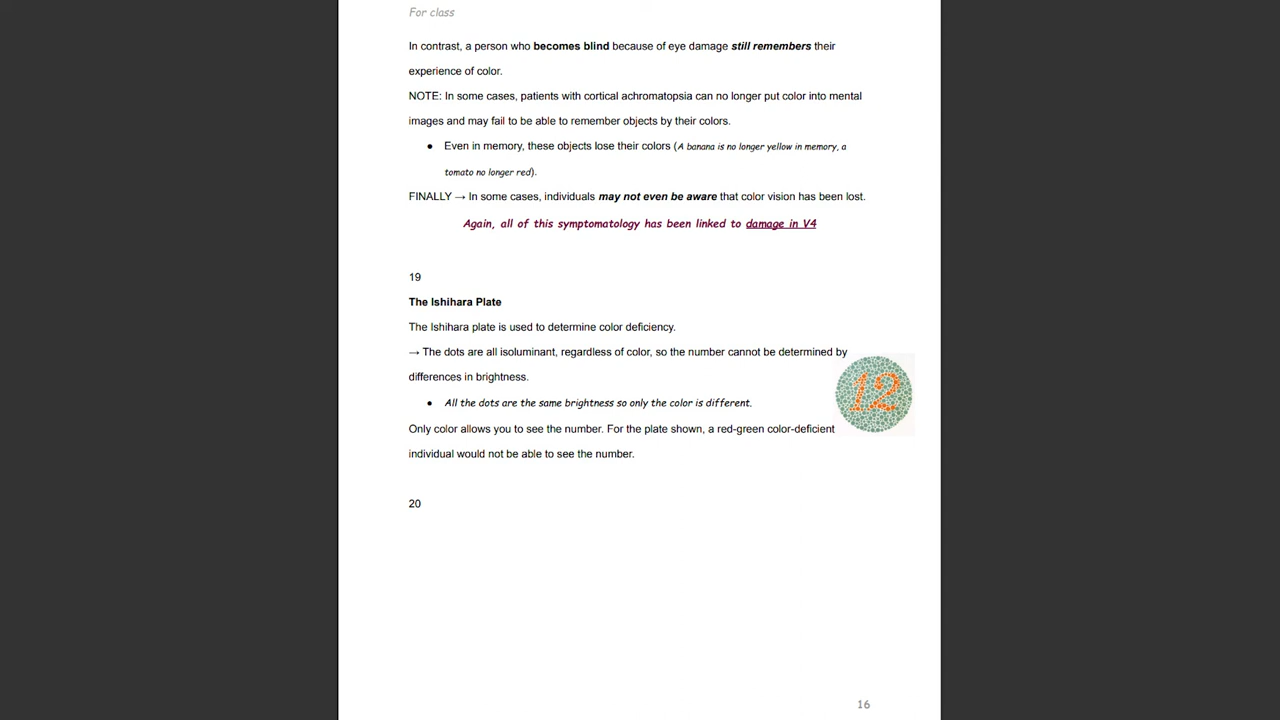 For class
In contrast, a person who becomes blind because of eye damage still remembers their
experience of color.
NOTE: In some cases, patients with cortical achromatopsia can no longer put color into mental
images and may fail to be able to remember objects by their colors.
● Even in memory, these objects lose their colors (A banana is no longer yellow in memory, a
tomato no longer red).
FINALLY → In some cases, individuals may not even be aware that color vision has been lost.
Again, all of this symptomatology has been linked to damage in V4
19
The Ishihara Plate
The Ishihara plate is used to determine color deficiency.
→ The dots are all isoluminant, regardless of color, so the number cannot be determined by
differences in brightness.
● All the dots are the same brightness so only the color is different.
12
Only color allows you to see the number. For the plate shown, a red-green color-deficient
individual would not be able to see the number.
20
16